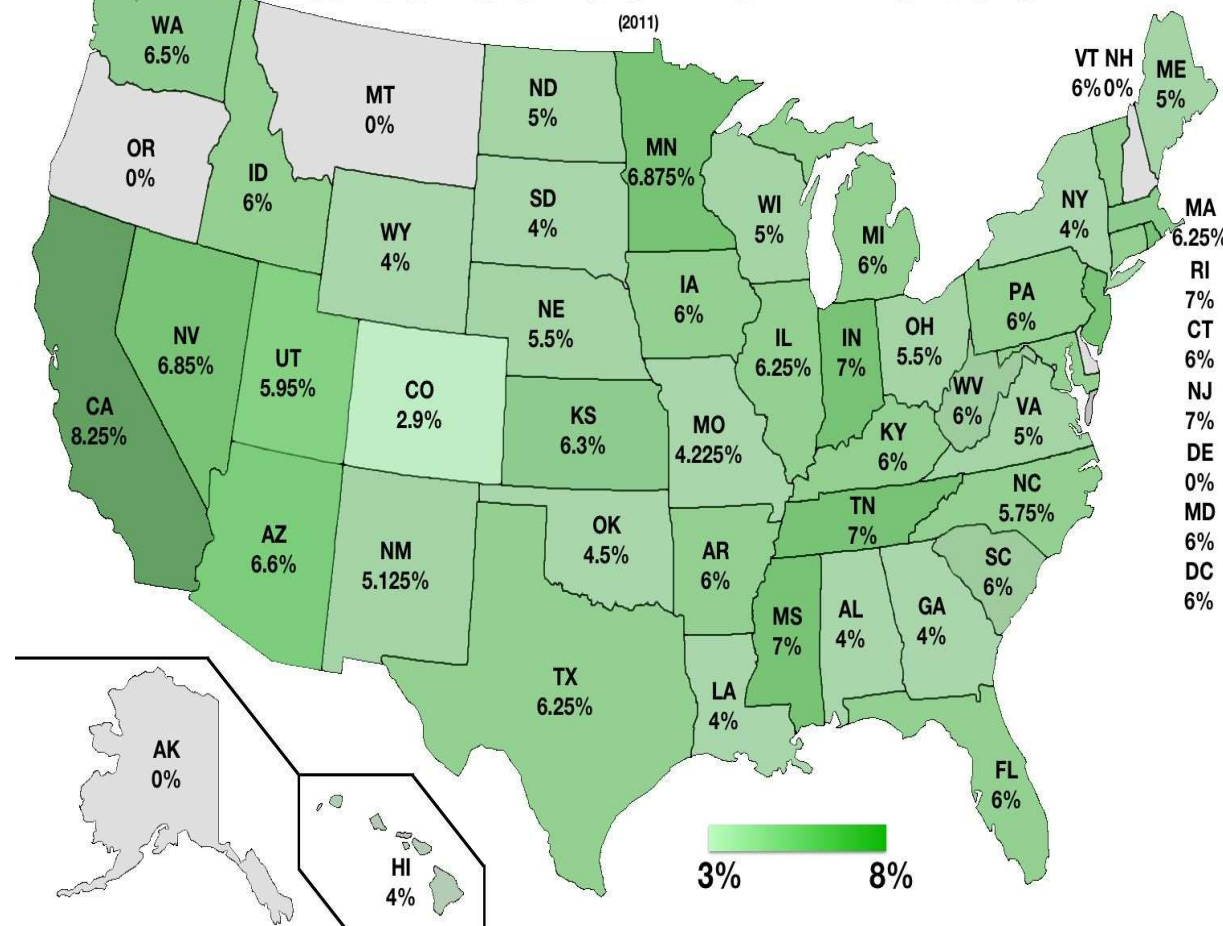 (2011)
WA
6.5%
MT
0%
ND
5%
MN
6.875%
VT NH
6% 0%
ME
5%
OR
0%
ID
6%
SD
4%
WI
5%
MI
6%
NY
4%
MA
6.25%
WY
4%
RI
7%
IA
6%
PA
6%
NE
5.5%
NV
6.85%
UT
5.95%
IL
6.25%
IN
7%
OH
5.5%
CT
6%
CO
2.9%
WV
6%
NJ
7%
CA
8.25%
KS
6.3%
MO
4.225%
KY
6%
VA
5%
DE
0%
NC
5.75%
TN
7%
MD
6%
AZ
6.6%
NM
5.125%
OK
4.5%
AR
6%
SC
6%
DC
6%
MS
7%
AL
4%
GA
4%
TX
6.25%
LA
4%
AK
0%
FL
6%
HI
4%
3% 8%